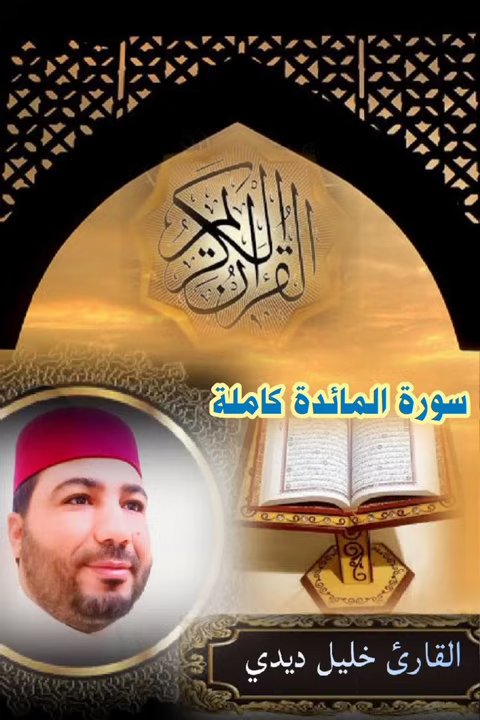 القرآن الكريم
سورة المائدة كاملة
القارئ خليل ديدي